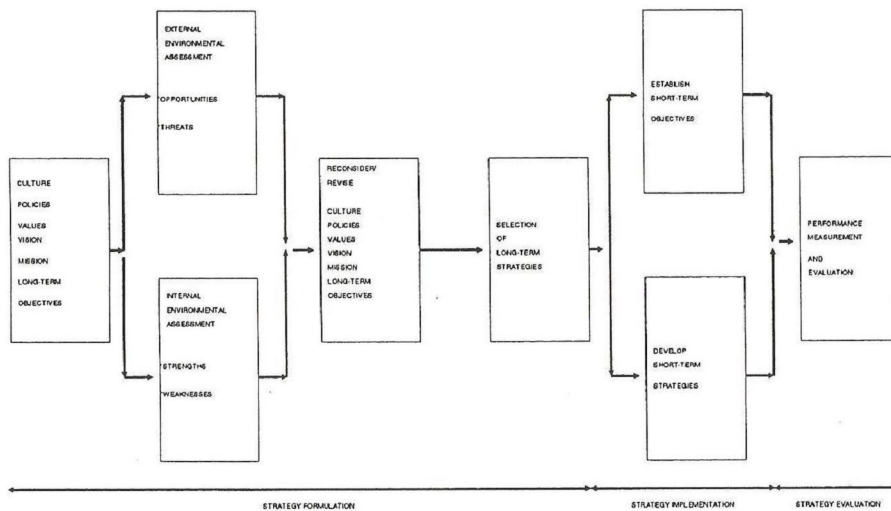 CULTURE
POLICIES
VALUES
VISION
MISSION
LONG-TERM
OBJECTIVES
EXTERNAL
ENVIRONMENTAL
ASSESSMENT
*OPPORTUNITIES
*THREATS
INTERNAL
ENVIRONMENTAL
ASSESSMENT
*STRENGTHS
*WEAKNESSES
RECONSIDER/
REVISE
CULTURE
POLICIES
VALUES
VISION
MISSION
LONG-TERM
OBJECTIVES
SELECTION
OF
LONG-TERM
STRATEGIES
ESTABLISH
SHORT-TERM
OBJECTIVES
DEVELOP
SHORT-TERM
STRATEGIES
PERFORMANCE
MEASUREMENT
AND
EVALUATION
STRATEGY FORMULATION
STRATEGY IMPLEMENTATION
STRATEGY EVALUATION